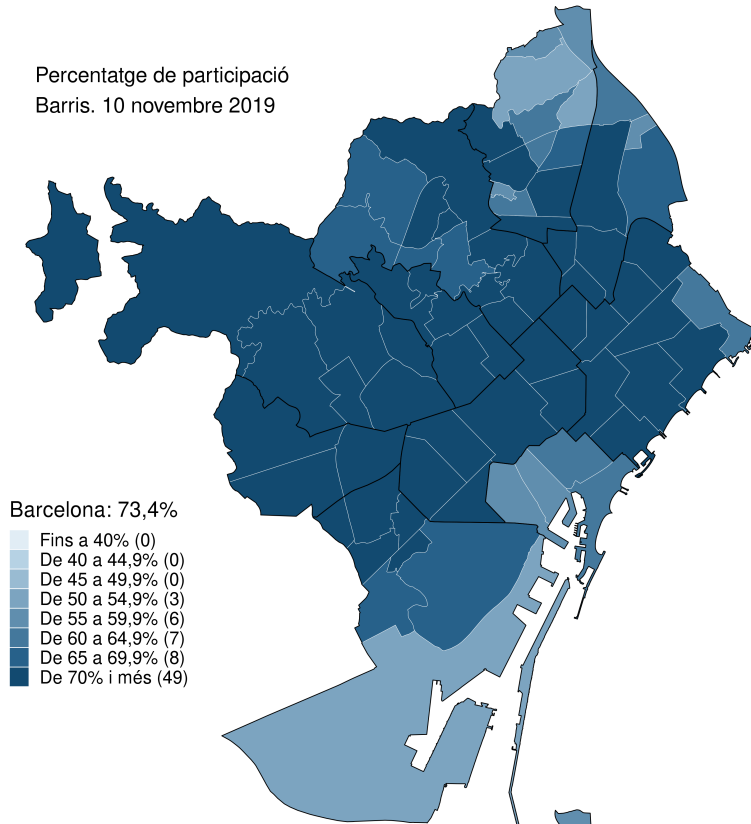 Percentatge de participació
Barris. 10 novembre 2019
Barcelona: 73,4%
Fins a 40% (0)
De 40 a 44,9% (0)
De 45 a 49,9% (0)
De 50 a 54,9% (3)
De 55 a 59,9% (6)
De 60 a 64,9% (7)
De 65 a 69,9% (8)
De 70% i més (49)